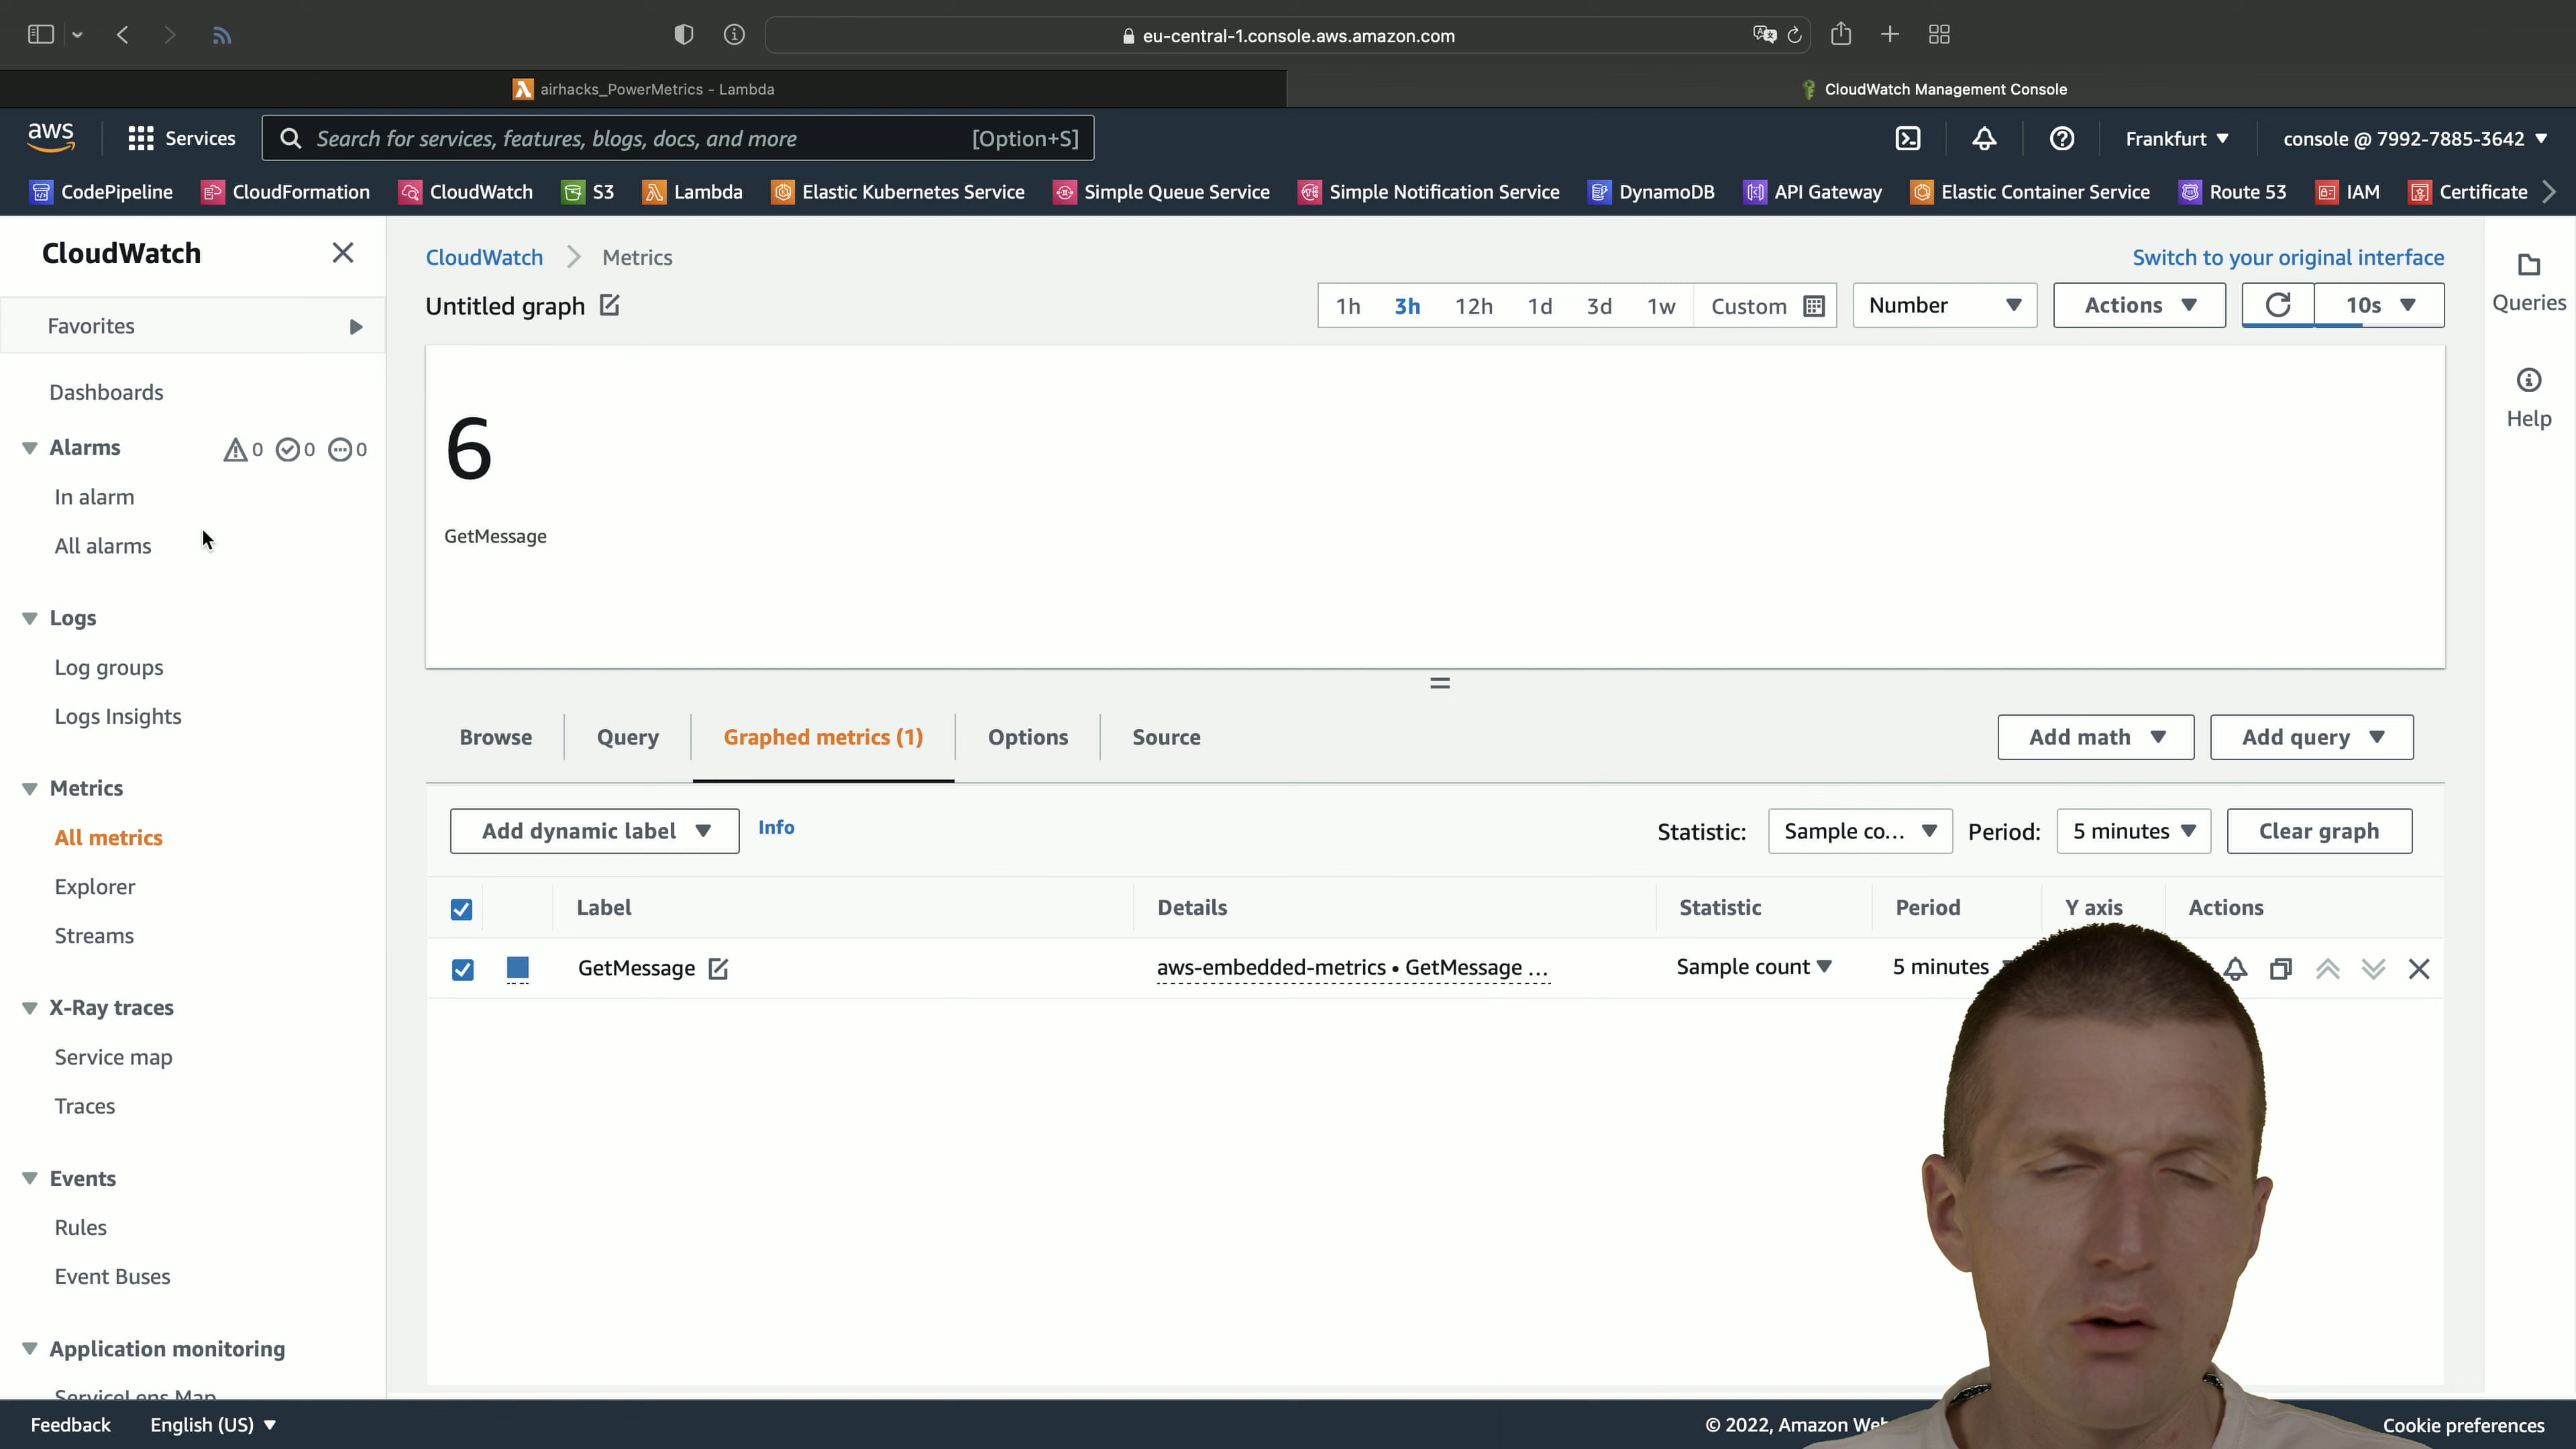 eu-central-1.console.aws.amazon.com
airhacks_PowerMetrics - Lambda
CloudWatch Management Console
aws
Services
Search for services, features, blogs, docs, and more [Option+S]
Frankfurt
console @ 7992-7885-3642
CodePipeline
CloudFormation
CloudWatch
S3
Lambda
Elastic Kubernetes Service
Simple Queue Service
Simple Notification Service
DynamoDB
API Gateway
Elastic Container Service
Route 53
IAM
Certificate
CloudWatch
Favorites
Dashboards
Alarms 0 0 0
In alarm
All alarms
Logs
Log groups
Logs Insights
Metrics
All metrics
Explorer
Streams
X-Ray traces
Service map
Traces
Events
Rules
Event Buses
Application monitoring
ServiceLens Map
CloudWatch Metrics
Switch to your original interface
Untitled graph
1h 3h 12h 1d 3d 1w Custom
Number
Actions
10s
Queries
Help
6
GetMessage
Browse
Query
Graphed metrics (1)
Options
Source
Add math
Add query
Add dynamic label
Info
Statistic: Sample co...
Period: 5 minutes
Clear graph
Label Details Statistic Period Y axis Actions
GetMessage aws-embedded-metrics • GetMessage ... Sample count 5 minutes
Feedback
English (US)
© 2022, Amazon Web
Cookie preferences